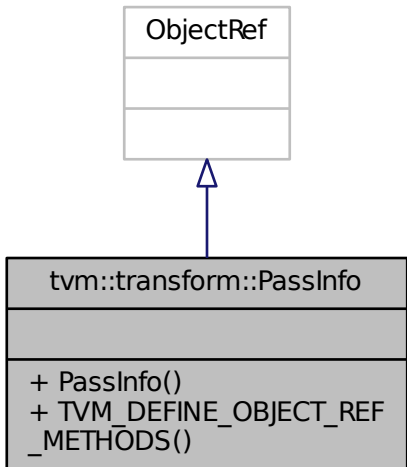 ObjectRef
tvm::transform::PassInfo
+ PassInfo()
+ TVM_DEFINE_OBJECT_REF
_METHODS()